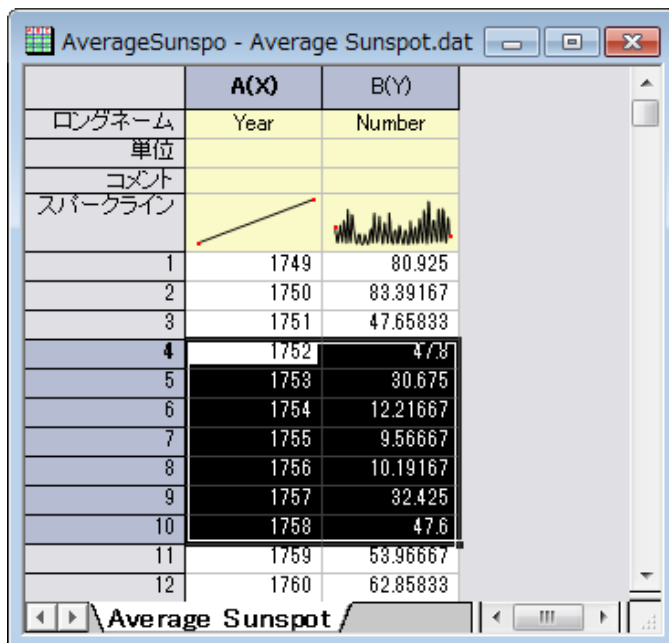 AverageSunspo - Average Sunspot.dat
A(X) B(Y)
ロングネーム Year Number
単位
コメント
スパークライン
1 1749 80.925
2 1750 83.39167
3 1751 47.65833
4 1752 47.8
5 1753 30.675
6 1754 12.21667
7 1755 9.56667
8 1756 10.19167
9 1757 32.425
10 1758 47.6
11 1759 53.96667
12 1760 62.85833
Average Sunspot